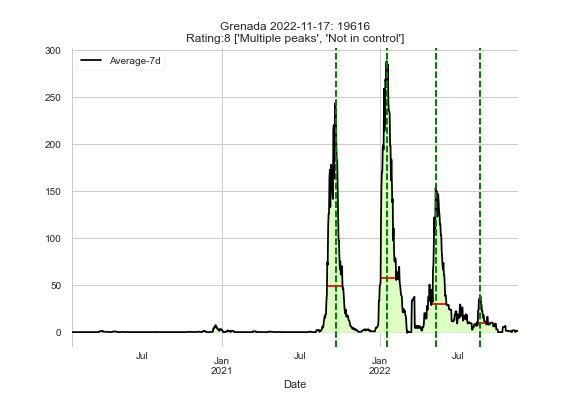 Grenada 2022-11-17: 19616
Rating:8 ['Multiple peaks', 'Not in control']
Average-7d
300
250
200
150
100
50
0
Jul
Jan
2021
Jul
Jan
2022
Jul
Date